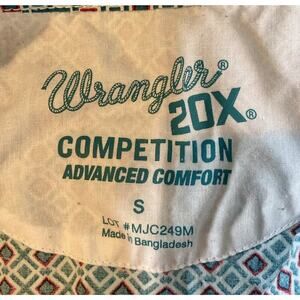 Wrangler®
20X®
COMPETITION
ADVANCED COMFORT
S
LOT #MJC249M
Made in Bangladesh